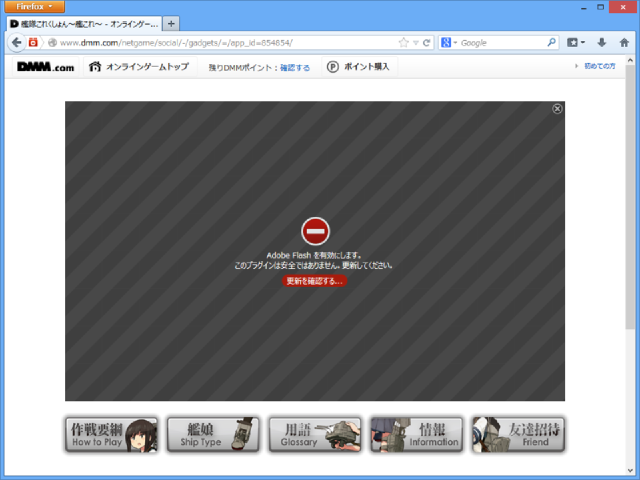 Firefox
艦隊これくしょん～艦これ～ - オンラインゲー...
www.dmm.com/netgame/social/-/gadgets/=/app_id=854854/
Google
DMM.com
オンラインゲームトップ
残りDMMポイント：確認する
ポイント購入
初めての方
Adobe Flash を有効にします。
このプラグインは安全ではありません。更新してください。
更新を確認する...
作戦要綱
How to Play
艦娘
Ship Type
用語
Glossary
情報
Information
友達招待
Friend